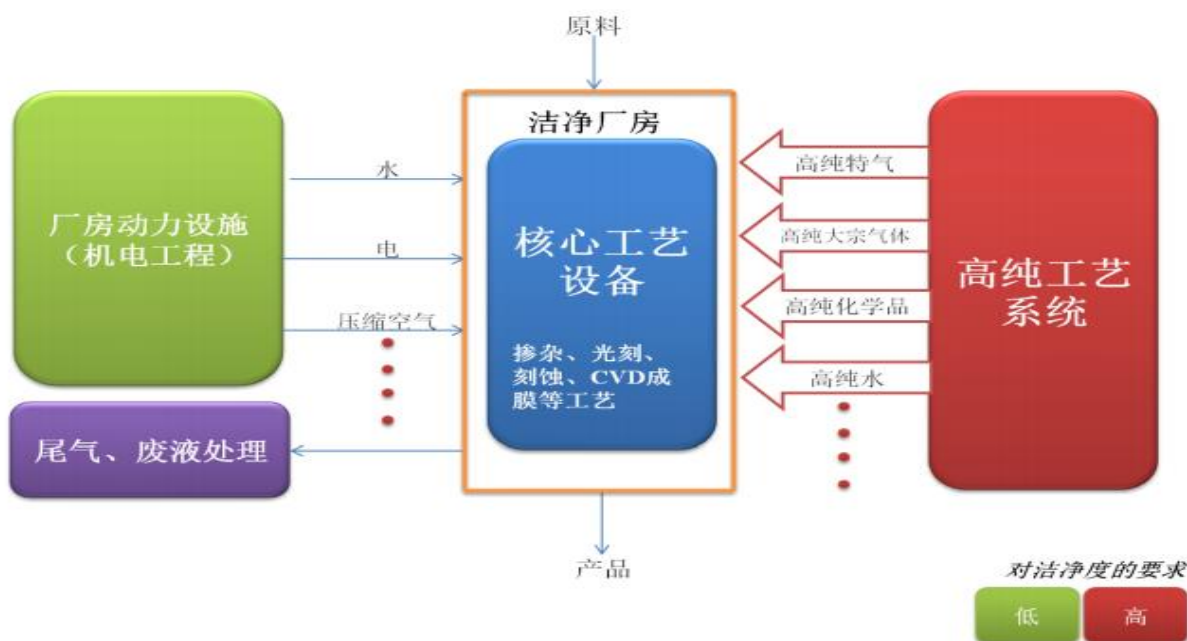 原料
洁净厂房
厂房动力设施
（机电工程）
水
电
压缩空气
尾气、废液处理
核心工艺
设备
掺杂、光刻、
刻蚀、CVD成
膜等工艺
高纯特气
高纯大宗气体
高纯化学品
高纯水
高纯工艺
系统
产品
对洁净度的要求
低
高